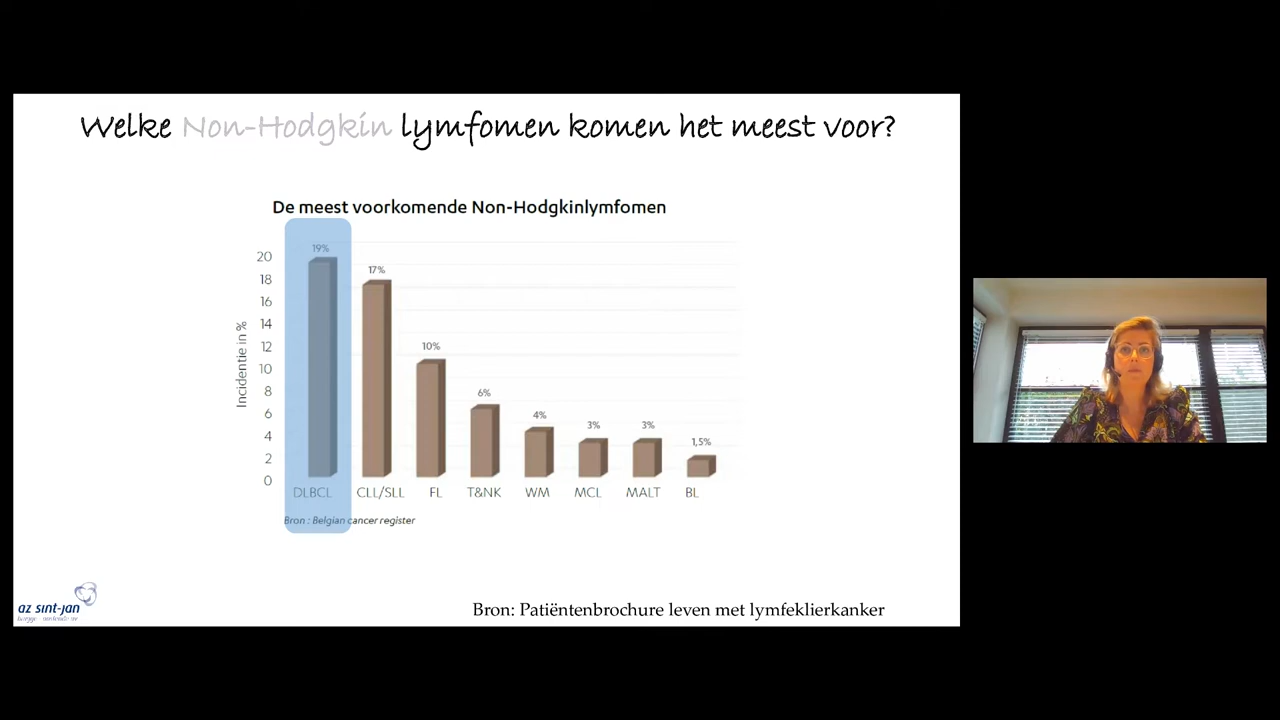 Welke Non-Hodgkin lymfomen komen het meest voor?
De meest voorkomende Non-Hodgkinlymfomen
Incidentie in %
20
18
16
14
12
10
8
6
4
2
0
19%
17%
10%
6%
4%
3%
3%
1,5%
DLBCL CLL/SLL FL T&NK WM MCL MALT BL
Bron : Belgian cancer register
az sint-jan
Bron: Patiëntenbrochure leven met lymfeklierkanker